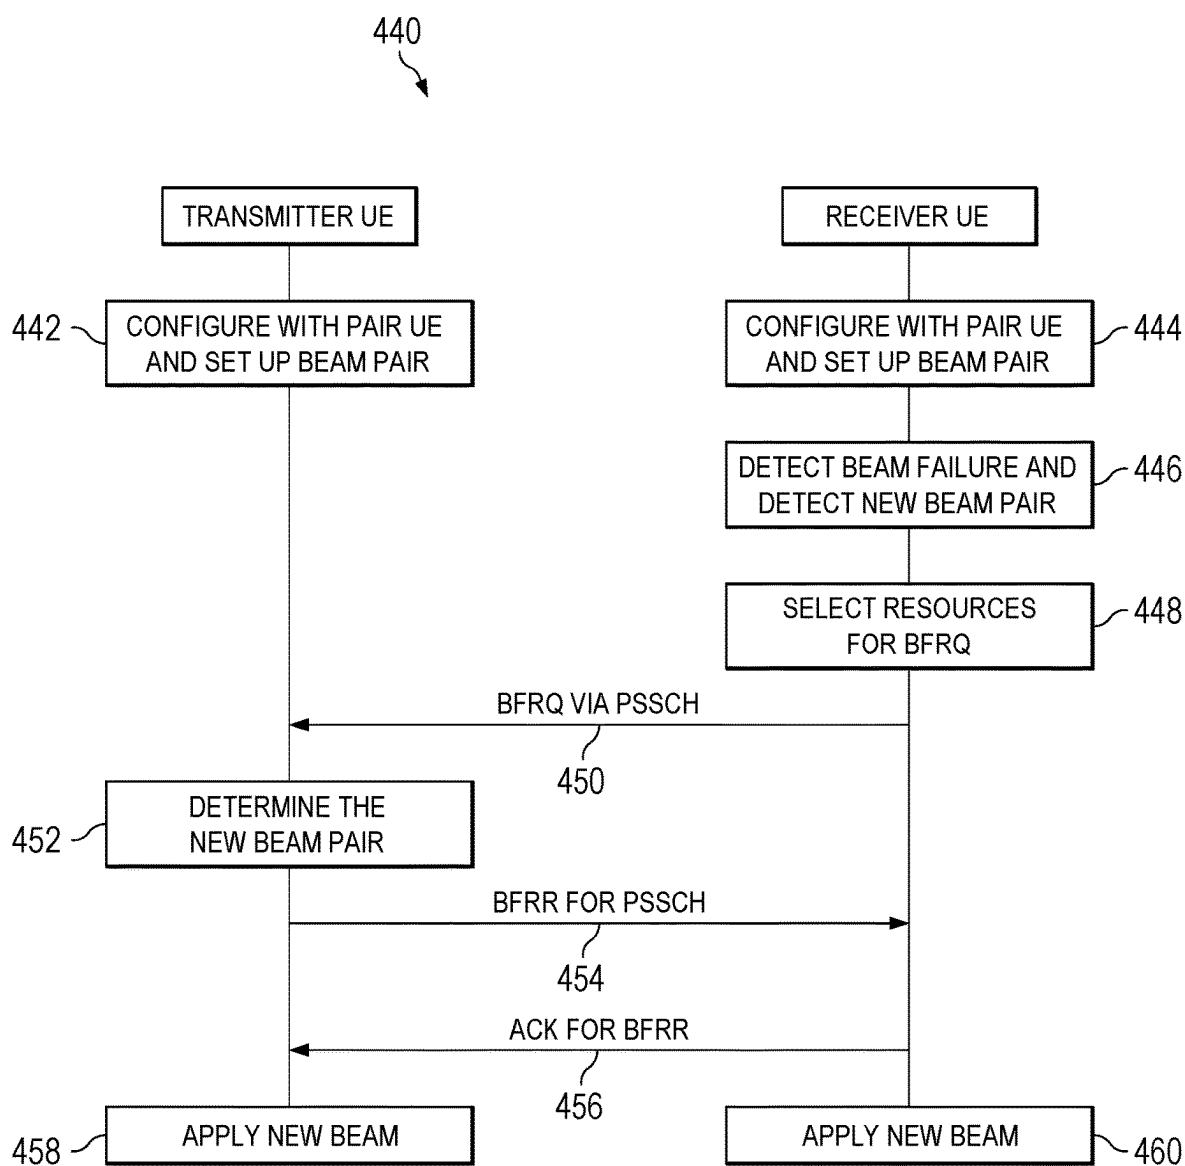 440
TRANSMITTER UE
RECEIVER UE
442
CONFIGURE WITH PAIR UE
AND SET UP BEAM PAIR
CONFIGURE WITH PAIR UE
AND SET UP BEAM PAIR
444
DETECT BEAM FAILURE AND
DETECT NEW BEAM PAIR
446
SELECT RESOURCES
FOR BFRQ
448
BFRQ VIA PSSCH
450
452
DETERMINE THE
NEW BEAM PAIR
BFRR FOR PSSCH
454
ACK FOR BFRR
456
458
APPLY NEW BEAM
APPLY NEW BEAM
460